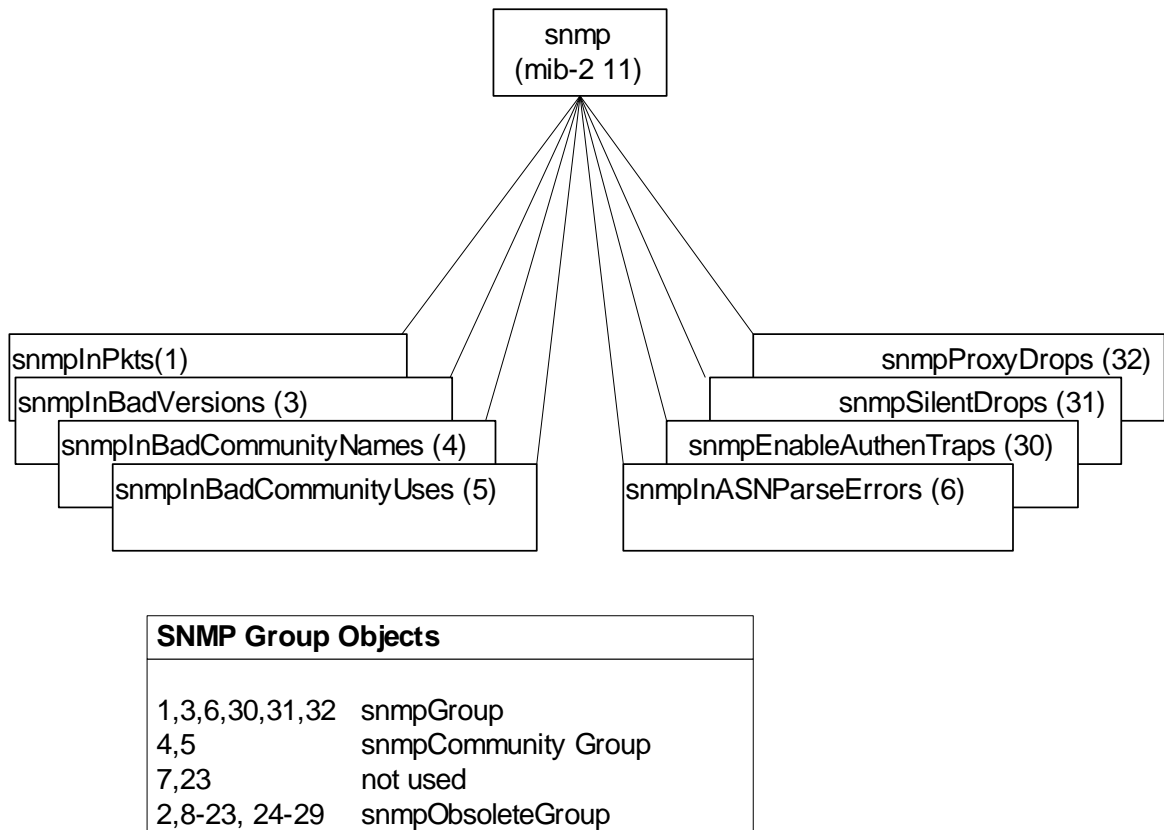 snmp
(mib-2 11)
snmpInPkts(1)
snmpInBadVersions (3)
snmpInBadCommunityNames (4)
snmpInBadCommunityUses (5)
snmpProxyDrops (32)
snmpSilentDrops (31)
snmpEnableAuthenTraps (30)
snmpInASNParseErrors (6)
SNMP Group Objects
1,3,6,30,31,32 snmpGroup
4,5 snmpCommunity Group
7,23 not used
2,8-23, 24-29 snmpObsoleteGroup